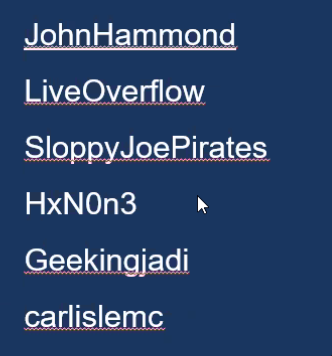 JohnHammond
LiveOverflow
SloppyJoePirates
HxN0n3
Geekingjadi
carlislemc